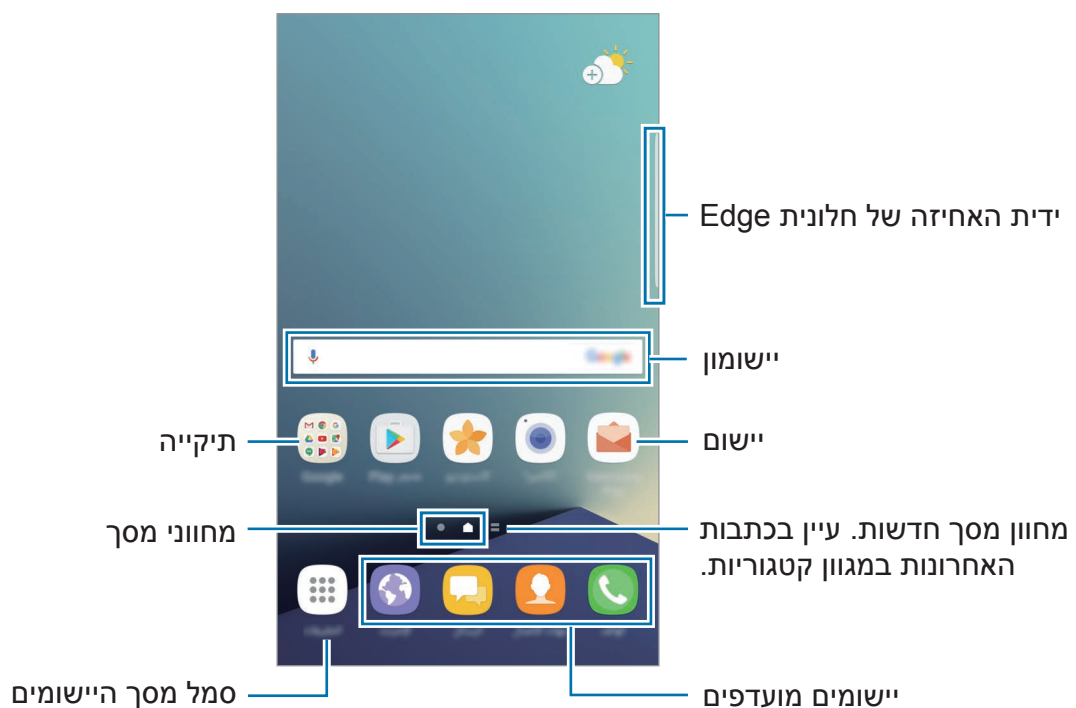 ידית האחיזה של חלונית Edge
יישומון
Google
יישום
תיקייה
מחוון מסך חדשות. עיין בכתבות
האחרונות במגוון קטגוריות.
מחווני מסך
יישומים מועדפים
סמל מסך היישומים